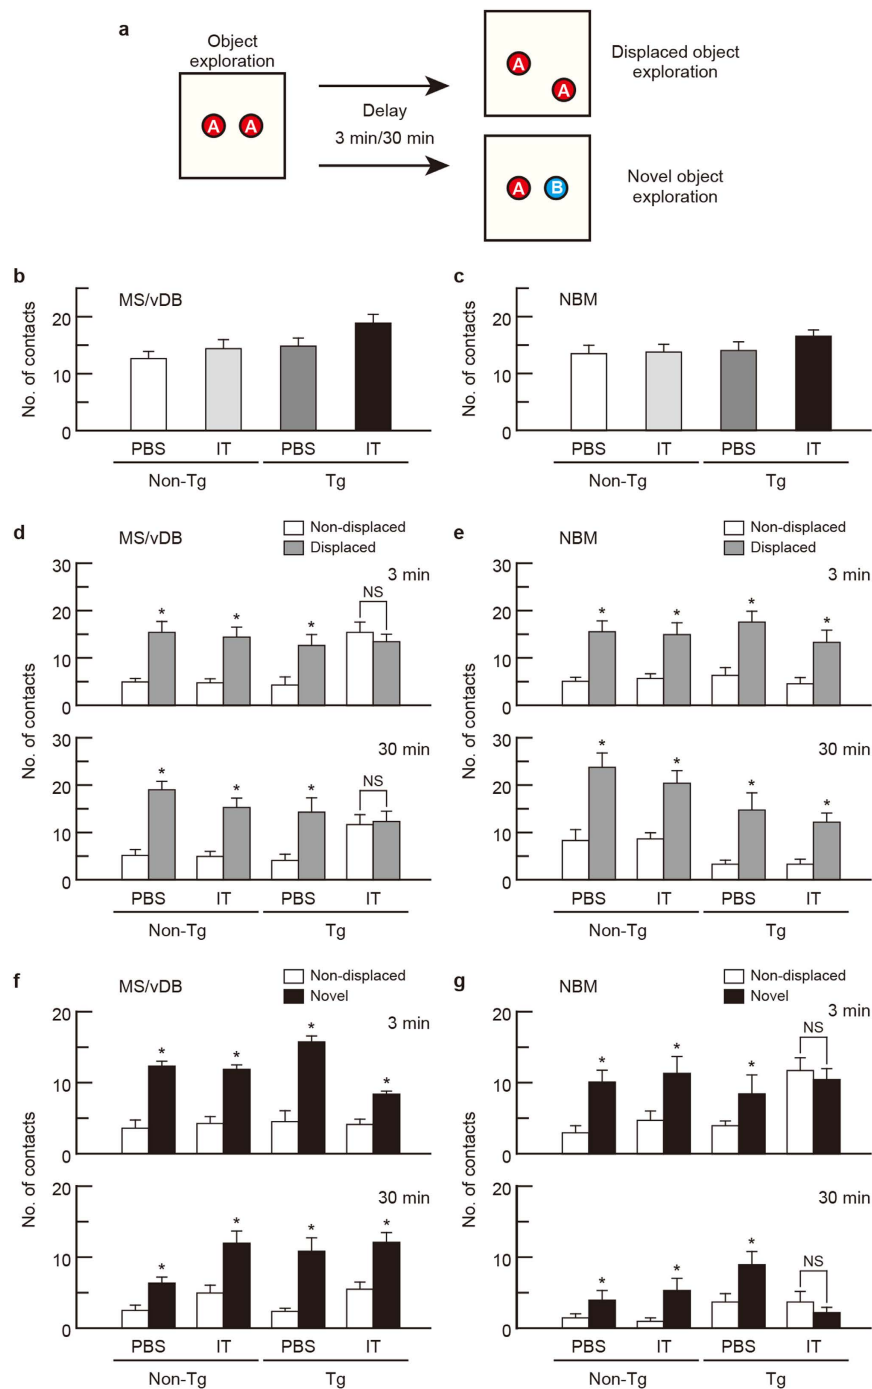 a
Object
exploration
A A
Delay
3 min/30 min
A
A
Displaced object
exploration
A B
Novel object
exploration
b
MS/vDB
No. of contacts
20
10
0
PBS IT PBS IT
Non-Tg Tg
c
NBM
No. of contacts
20
10
0
PBS IT PBS IT
Non-Tg Tg
d
MS/vDB
Non-displaced
Displaced
No. of contacts
30
20
10
0
3 min
* * * NS
30
20
10
0
30 min
* * * NS
PBS IT PBS IT
Non-Tg Tg
e
NBM
Non-displaced
Displaced
No. of contacts
30
20
10
0
3 min
* * * *
30
20
10
0
30 min
* * * *
PBS IT PBS IT
Non-Tg Tg
f
MS/vDB
Non-displaced
Novel
No. of contacts
20
10
0
3 min
* * * *
20
10
0
30 min
* * * *
PBS IT PBS IT
Non-Tg Tg
g
NBM
Non-displaced
Novel
No. of contacts
20
10
0
3 min
* * * NS
20
10
0
30 min
* * * NS
PBS IT PBS IT
Non-Tg Tg